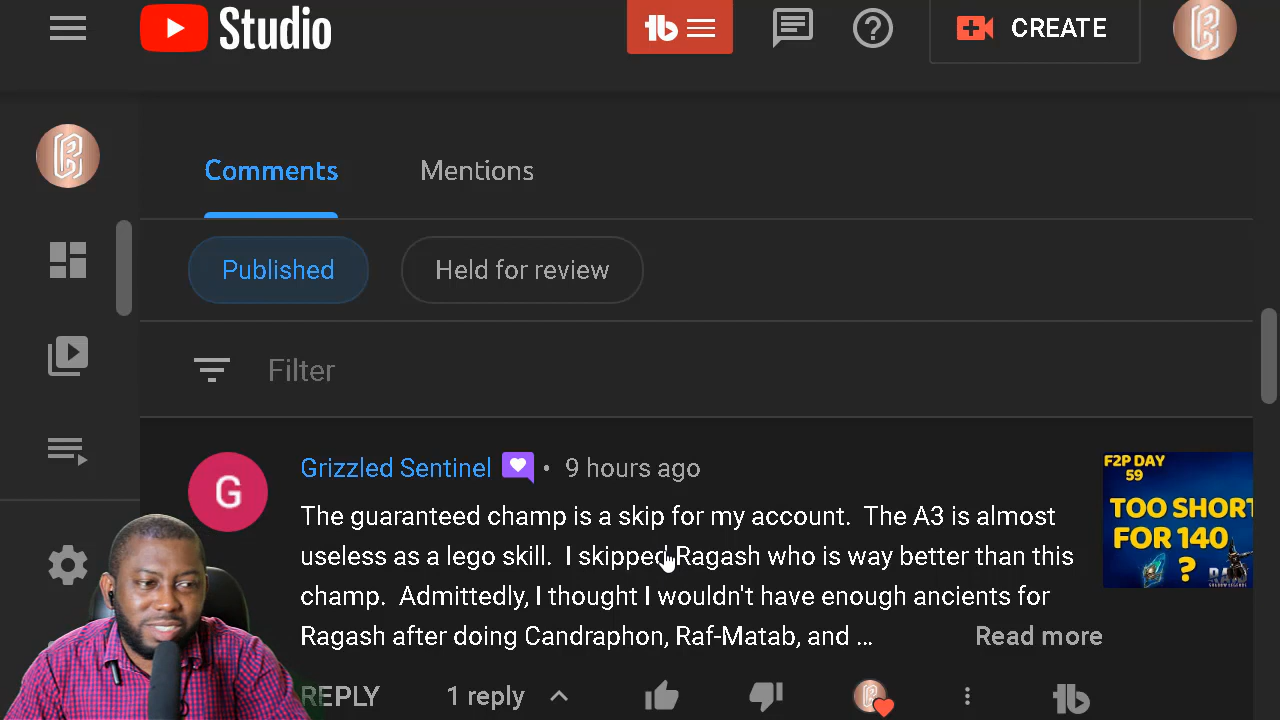 Studio
CREATE
Comments
Mentions
Published
Held for review
Filter
Grizzled Sentinel • 9 hours ago
G
The guaranteed champ is a skip for my account. The A3 is almost
useless as a lego skill. I skipped Ragash who is way better than this
champ. Admittedly, I thought I wouldn't have enough ancients for
Ragash after doing Candraphon, Raf-Matab, and ...
Read more
F2P DAY
59
TOO SHORT
FOR 140
?
RAID
REPLY
1 reply